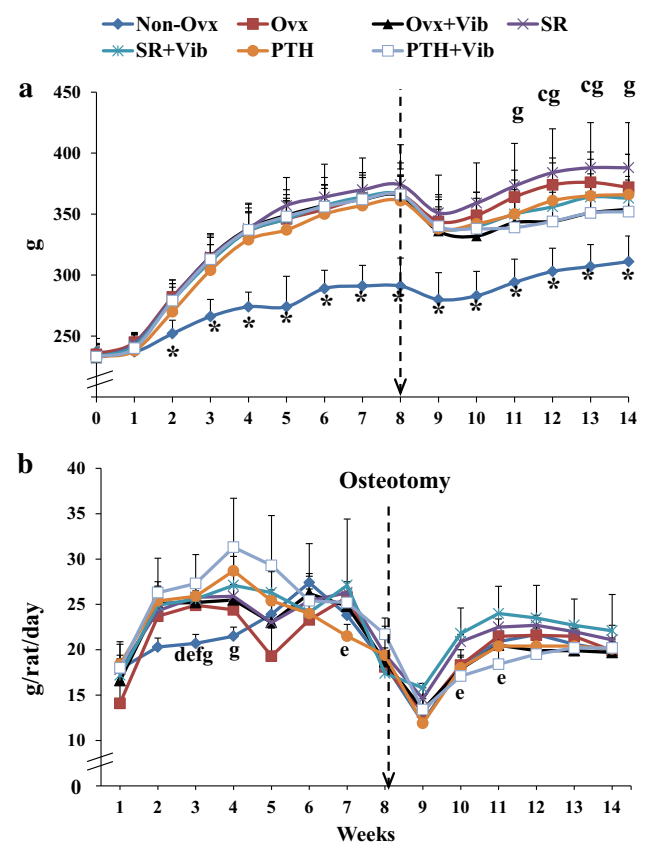 Non-Ovx Ovx Ovx+Vib SR
SR+Vib PTH PTH+Vib
a
450
400
350
300
250
g
g cg cg g
* * * * * * * * * * * * *
0 1 2 3 4 5 6 7 8 9 10 11 12 13 14
b
40
35
30
25
20
15
10
0
g/rat/day
Osteotomy
defg g e e e
1 2 3 4 5 6 7 8 9 10 11 12 13 14
Weeks